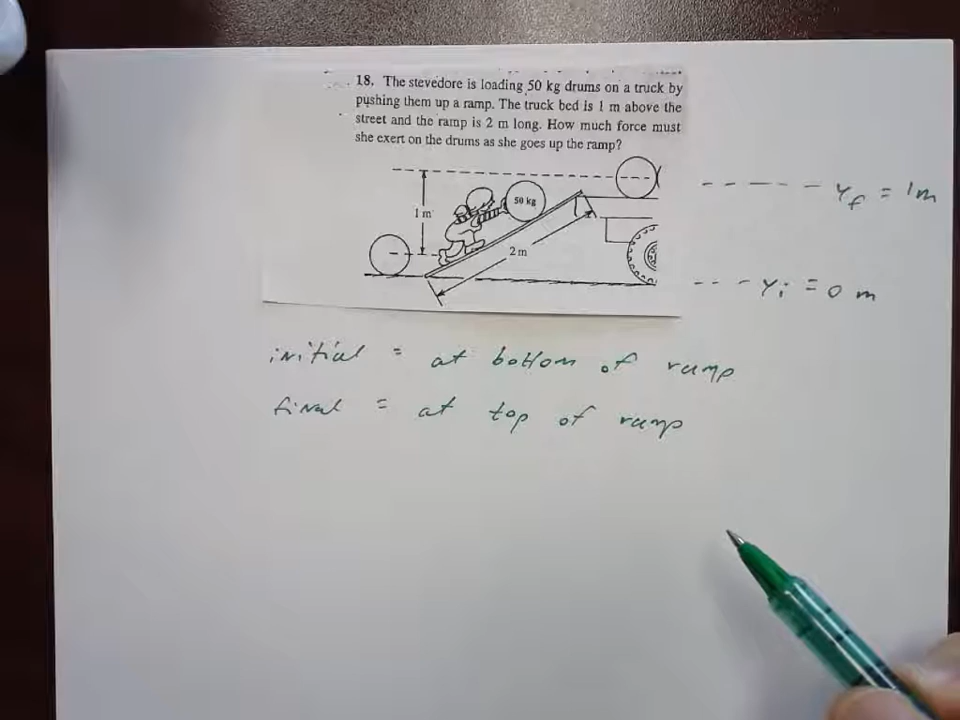 18. The stevedore is loading 50 kg drums on a truck by
pushing them up a ramp. The truck bed is 1 m above the
street and the ramp is 2 m long. How much force must
she exert on the drums as she goes up the ramp?
1 m
50 kg
2 m
Yf = 1m
Yi = 0 m
initial = at bottom of ramp
final = at top of ramp